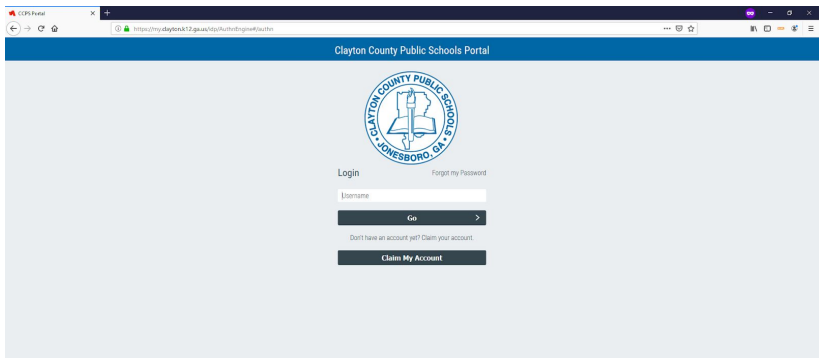 CCPS Portal
https://my.clayton.k12.ga.us/idp/AuthnEngine#/authn
Clayton County Public Schools Portal
CLAYTON COUNTY PUBLIC SCHOOLS
JONESBORO, GA
Login
Forgot my Password
Username
Go
Don't have an account yet? Claim your account.
Claim My Account